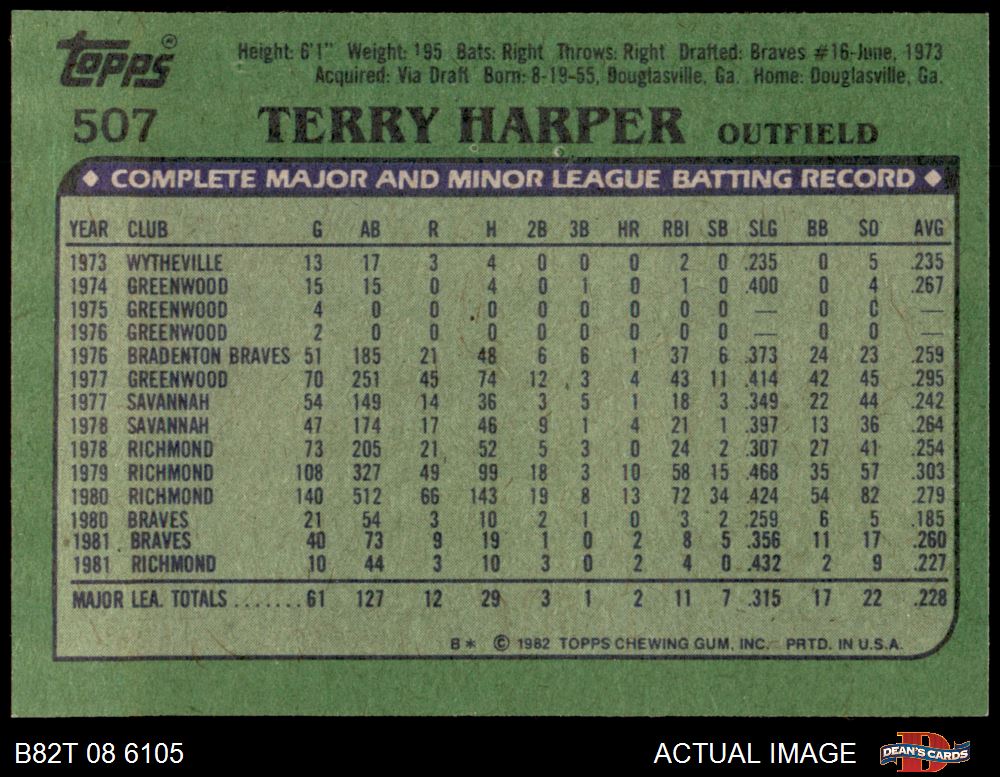 Topps®
Height: 6'1" Weight: 195 Bats: Right Throws: Right Drafted: Braves #16-June, 1973
Acquired: Via Draft Born: 8-19-55, Douglasville, Ga. Home: Douglasville, Ga.
507 TERRY HARPER OUTFIELD
◆ COMPLETE MAJOR AND MINOR LEAGUE BATTING RECORD ◆
YEAR CLUB G AB R H 2B 3B HR RBI SB SLG BB SO AVG
1973 WYTHEVILLE 13 17 3 4 0 0 0 2 0 .235 0 5 .235
1974 GREENWOOD 15 15 0 4 0 1 0 1 0 .400 0 4 .267
1975 GREENWOOD 4 0 0 0 0 0 0 0 0 — 0 0 —
1976 GREENWOOD 2 0 0 0 0 0 0 0 0 — 0 0 —
1976 BRADENTON BRAVES 51 185 21 48 6 6 1 37 6 .373 24 23 .259
1977 GREENWOOD 70 251 45 74 12 3 4 43 11 .414 42 45 .295
1977 SAVANNAH 54 149 14 36 3 5 1 18 3 .349 22 44 .242
1978 SAVANNAH 47 174 17 46 9 1 4 21 1 .397 13 36 .264
1978 RICHMOND 73 205 21 52 5 3 0 24 2 .307 27 41 .254
1979 RICHMOND 108 327 49 99 18 3 10 58 15 .468 35 57 .303
1980 RICHMOND 140 512 66 143 19 8 13 72 34 .424 54 82 .279
1980 BRAVES 21 54 3 10 2 1 0 3 2 .259 6 5 .185
1981 BRAVES 40 73 9 19 1 0 2 8 5 .356 11 17 .260
1981 RICHMOND 10 44 3 10 3 0 2 4 0 .432 2 9 .227
MAJOR LEA. TOTALS .......61 127 12 29 3 1 2 11 7 .315 17 22 .228
B* © 1982 TOPPS CHEWING GUM, INC. PRTD. IN U.S.A.
B82T 08 6105 ACTUAL IMAGE DEAN'S CARDS